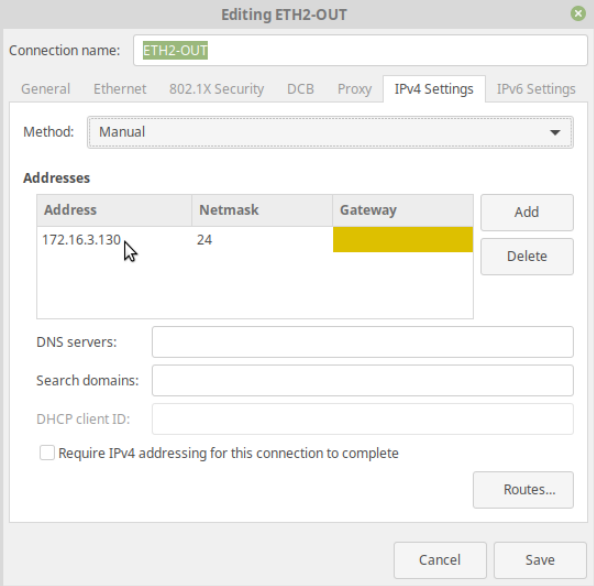 Editing ETH2-OUT
Connection name: ETH2-OUT
General Ethernet 802.1X Security DCB Proxy IPv4 Settings IPv6 Settings
Method: Manual
Addresses
Address Netmask Gateway
Add
172.16.3.130 24
Delete
DNS servers:
Search domains:
DHCP client ID:
Require IPv4 addressing for this connection to complete
Routes...
Cancel Save